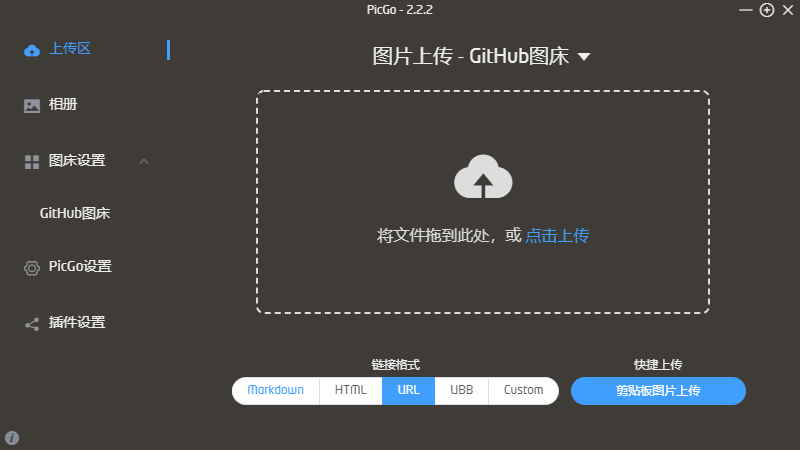 PicGo - 2.2.2
上传区
相册
图床设置
GitHub图床
PicGo设置
插件设置
图片上传 - GitHub图床
将文件拖到此处，或 点击上传
链接格式
Markdown HTML URL UBB Custom
快捷上传
剪贴板图片上传